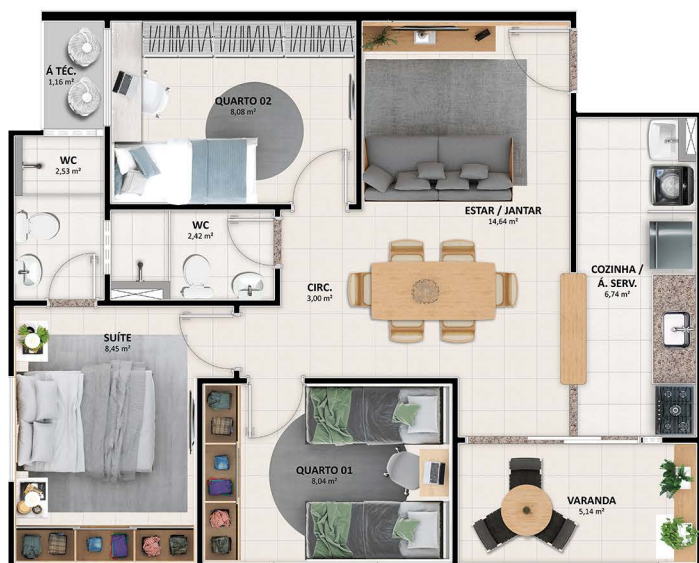 Á TÉC.
1,16 m²
QUARTO 02
8,08 m²
WC
2,53 m²
WC
2,42 m²
ESTAR / JANTAR
14,64 m²
COZINHA /
Á. SERV.
6,74 m²
CIRC.
3,00 m²
SUÍTE
8,45 m²
QUARTO 01
8,04 m²
VARANDA
5,14 m²